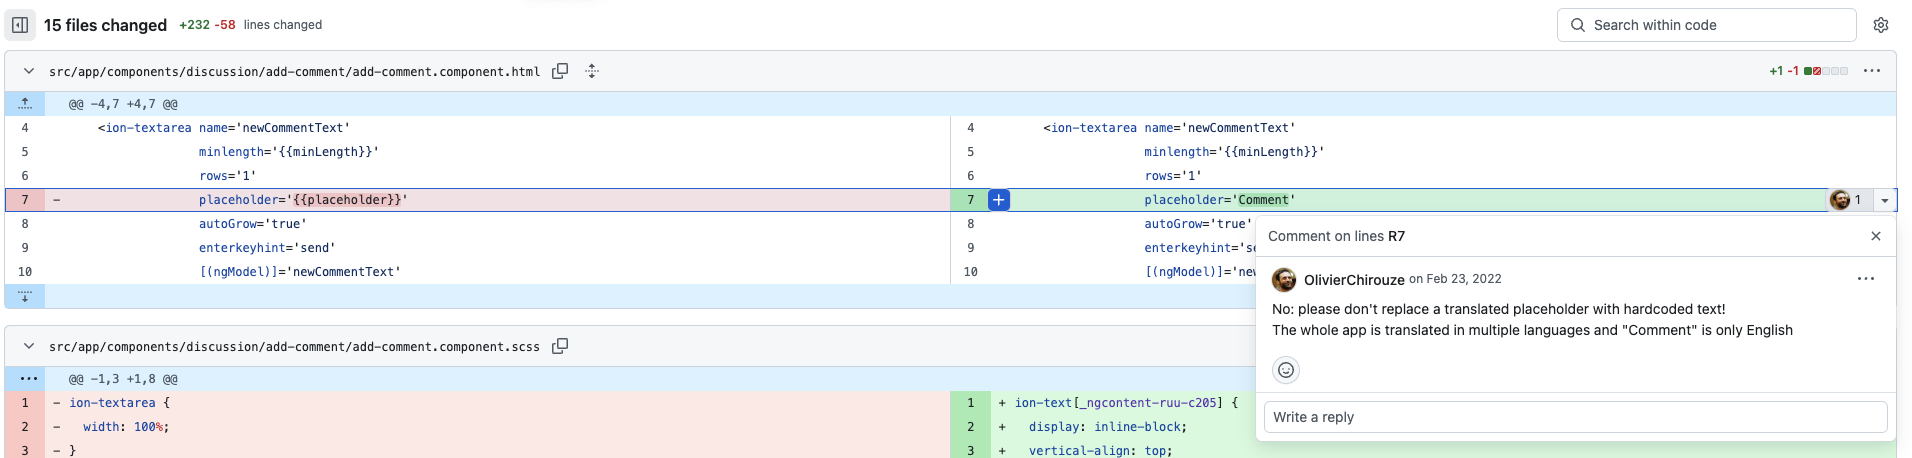 15 files changed +232 -58 lines changed
Search within code
src/app/components/discussion/add-comment/add-comment.component.html
+1 -1
@@ -4,7 +4,7 @@
4 <ion-textarea name='newCommentText'
5 minlength='{{minLength}}'
6 rows='1'
7 - placeholder='{{placeholder}}'
8 autoGrow='true'
9 enterkeyhint='send'
10 [(ngModel)]='newCommentText'
4 <ion-textarea name='newCommentText'
5 minlength='{{minLength}}'
6 rows='1'
7 + placeholder='Comment'
1
8 autoGrow='true'
9 enterkeyhint='se
10 [(ngModel)]='ne
Comment on lines R7
OlivierChirouze on Feb 23, 2022
No: please don't replace a translated placeholder with hardcoded text!
The whole app is translated in multiple languages and "Comment" is only English
Write a reply
src/app/components/discussion/add-comment/add-comment.component.scss
@@ -1,3 +1,8 @@
1 - ion-textarea {
2 - width: 100%;
3 - }
1 + ion-text[_ngcontent-ruu-c205] {
2 + display: inline-block;
3 + vertical-align: top;